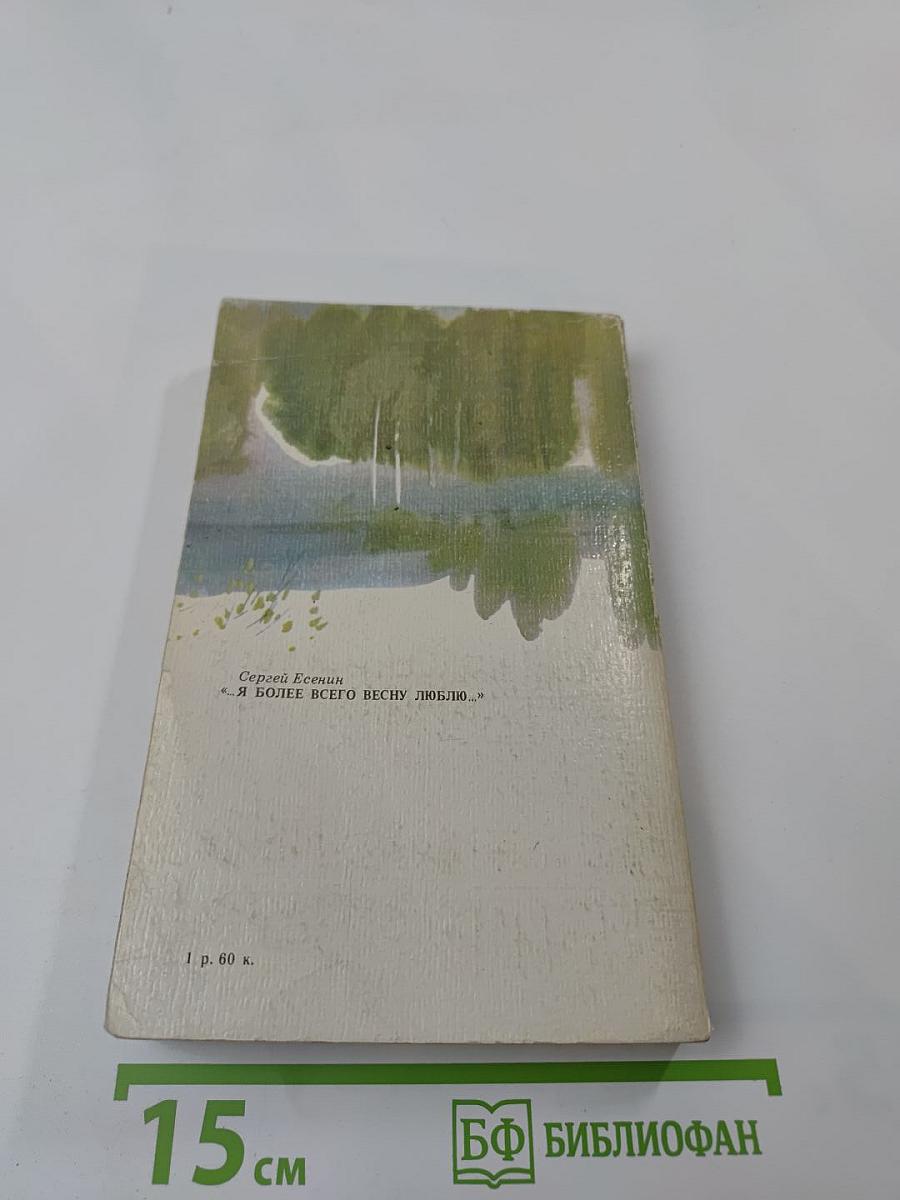 Сергей Есенин
«...Я БОЛЕЕ ВСЕГО ВЕСНУ ЛЮБЛЮ...»
1 р. 60 к.
15 см
БФ БИБЛИОФАН